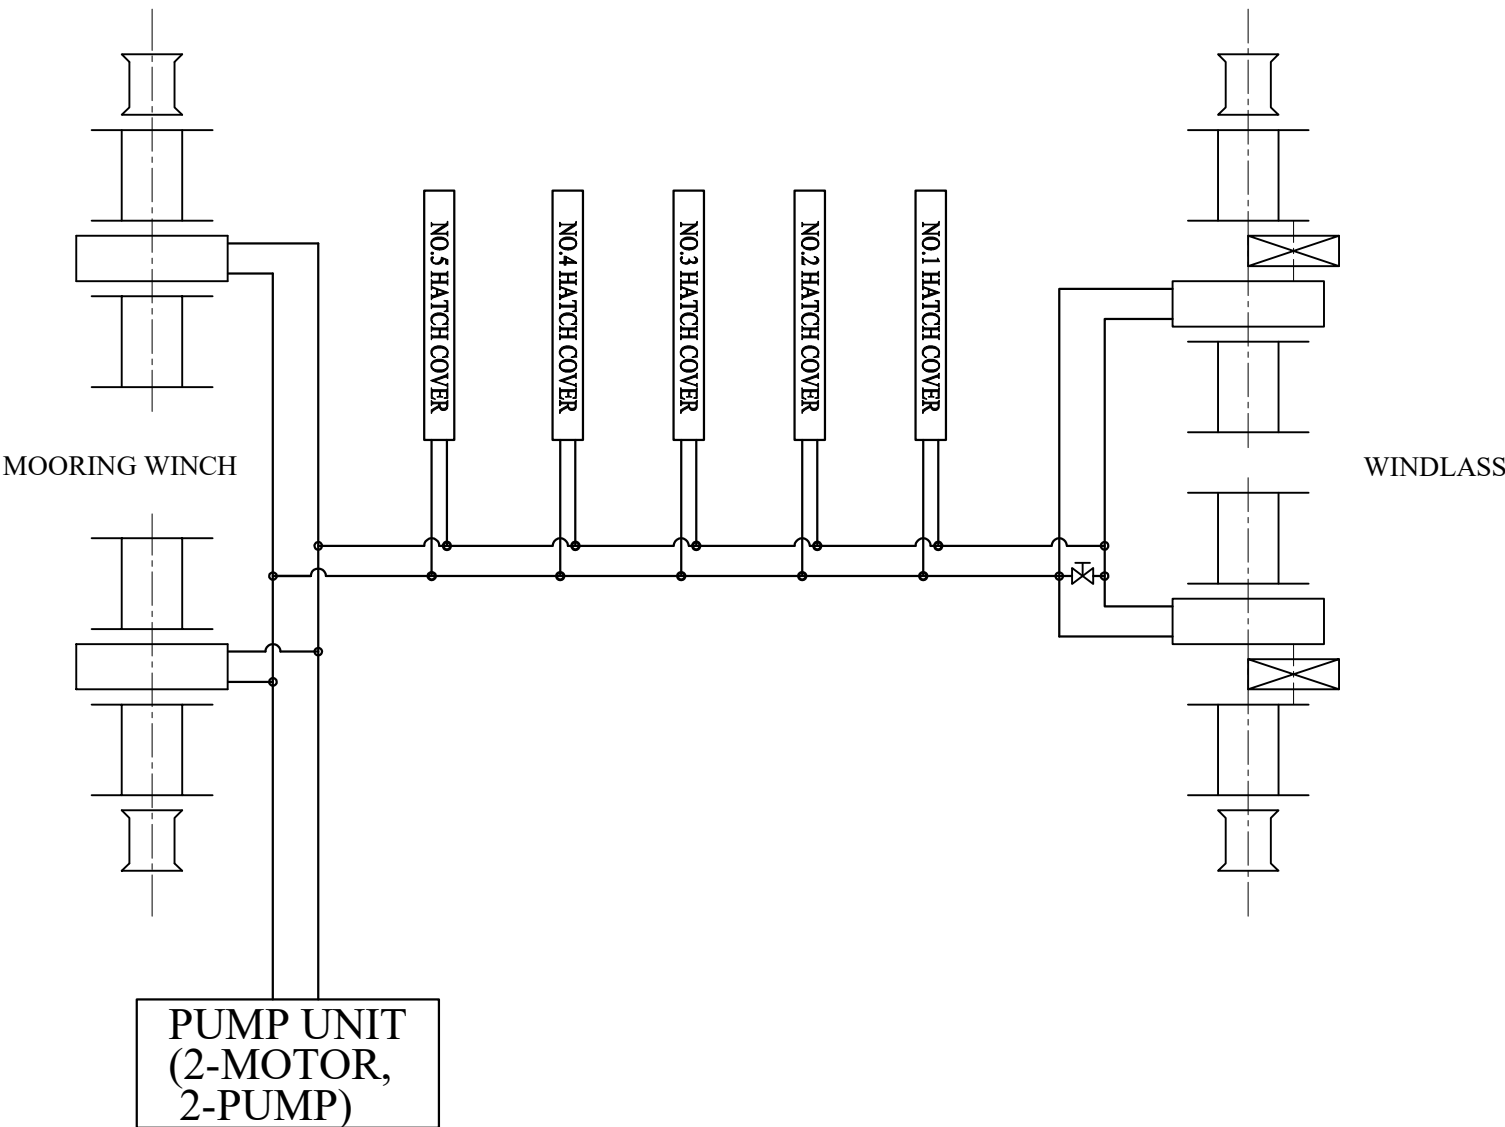 NO.5 HATCH COVER
NO.4 HATCH COVER
NO.3 HATCH COVER
NO.2 HATCH COVER
NO.1 HATCH COVER
MOORING WINCH
WINDLASS
PUMP UNIT
(2-MOTOR,
2-PUMP)